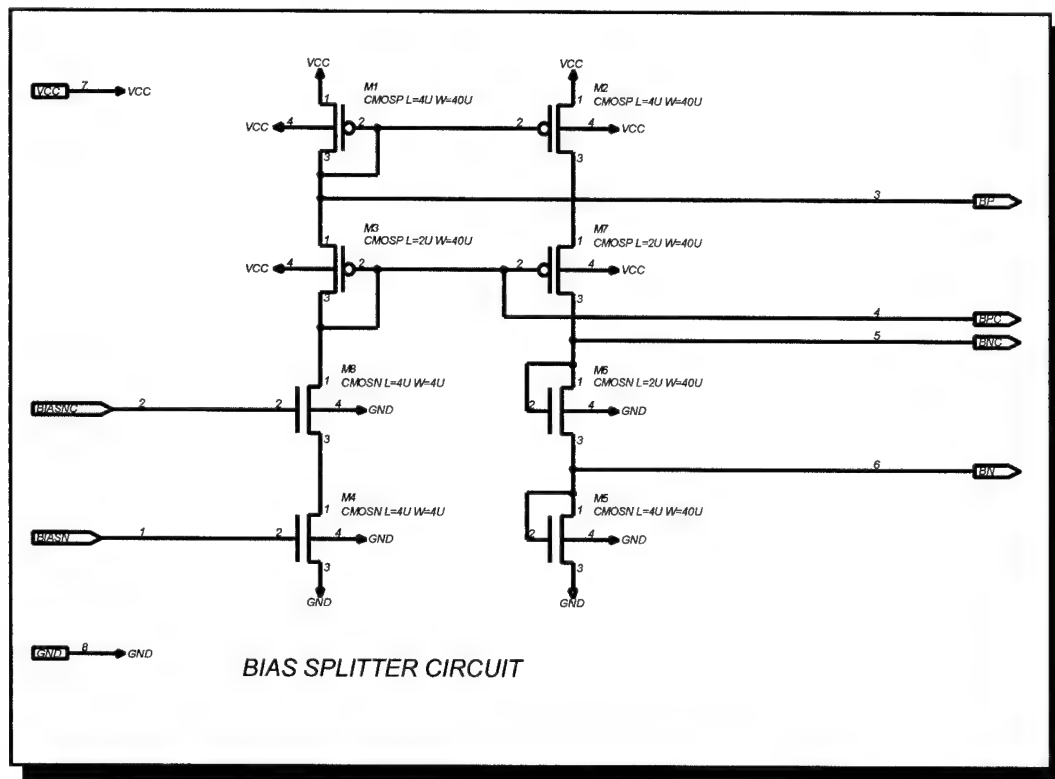 VCC 7 VCC
VCC
M1
CMOSP L=4U W=40U
1
VCC 4 2
3
VCC
M2
CMOSP L=4U W=40U
1
2 4 VCC
3
3 BP
M3
CMOSP L=2U W=40U
1
VCC 4 2
3
M7
CMOSP L=2U W=40U
1
2 4 VCC
3
4 BPC
5 BNC
M8
CMOSN L=4U W=4U
1
BIASNC 2 2 4 GND
3
M6
CMOSN L=2U W=40U
1
2 4 GND
3
6 BN
M4
CMOSN L=4U W=4U
1
BIASN 1 2 4 GND
3
GND
M5
CMOSN L=4U W=40U
1
2 4 GND
3
GND
GND 8 GND
BIAS SPLITTER CIRCUIT